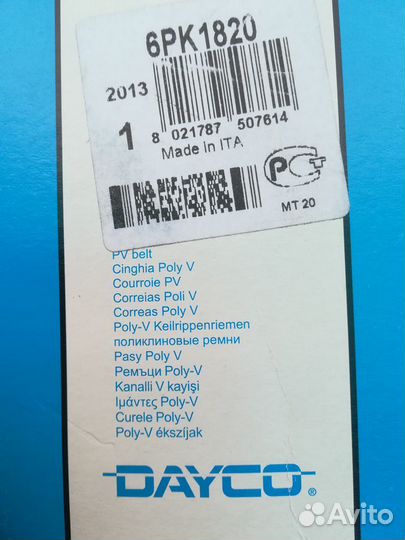 6PK1820
2013
1
8 021787 507614
Made in ITA
МТ 20
PV belt
Cinghia Poly V
Courroie PV
Correias Poli V
Correas Poly V
Poly-V Keilrippenriemen
поликлиновые ремни
Pasy Poly V
Ремъци Poly-V
Kanalli V kayişi
Ιμάντες Poly-V
Curele Poly-V
Poly-V ékszíjak
DAYCO®
Avito